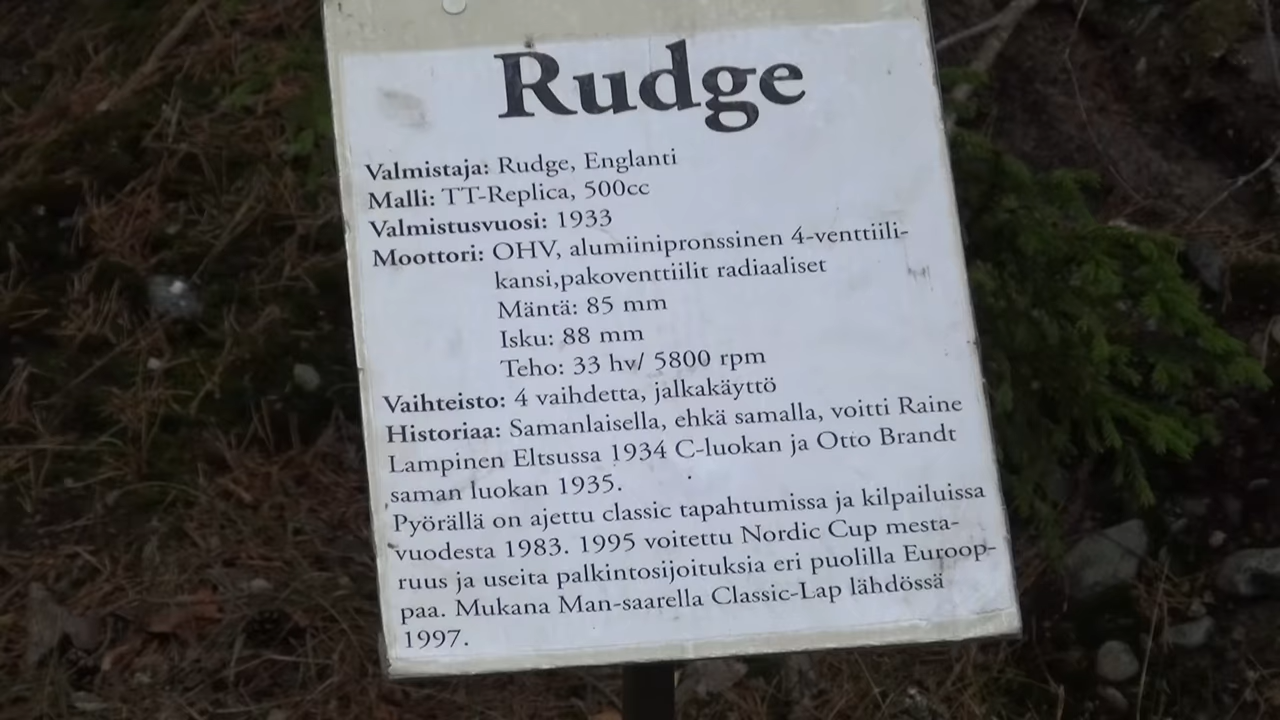 Rudge
Valmistaja: Rudge, Englanti
Malli: TT-Replica, 500cc
Valmistusvuosi: 1933
Moottori: OHV, alumiinipronssinen 4-venttiili-
kansi,pakoventtiilit radiaaliset
Mäntä: 85 mm
Isku: 88 mm
Teho: 33 hv/ 5800 rpm
Vaihteisto: 4 vaihdetta, jalkakäyttö
Historiaa: Samanlaisella, ehkä samalla, voitti Raine
Lampinen Eltsussa 1934 C-luokan ja Otto Brandt
saman luokan 1935.
Pyörällä on ajettu classic tapahtumissa ja kilpailuissa
vuodesta 1983. 1995 voitettu Nordic Cup mesta-
ruus ja useita palkintosijoituksia eri puolilla Euroop-
paa. Mukana Man-saarella Classic-Lap lähdössä
1997.